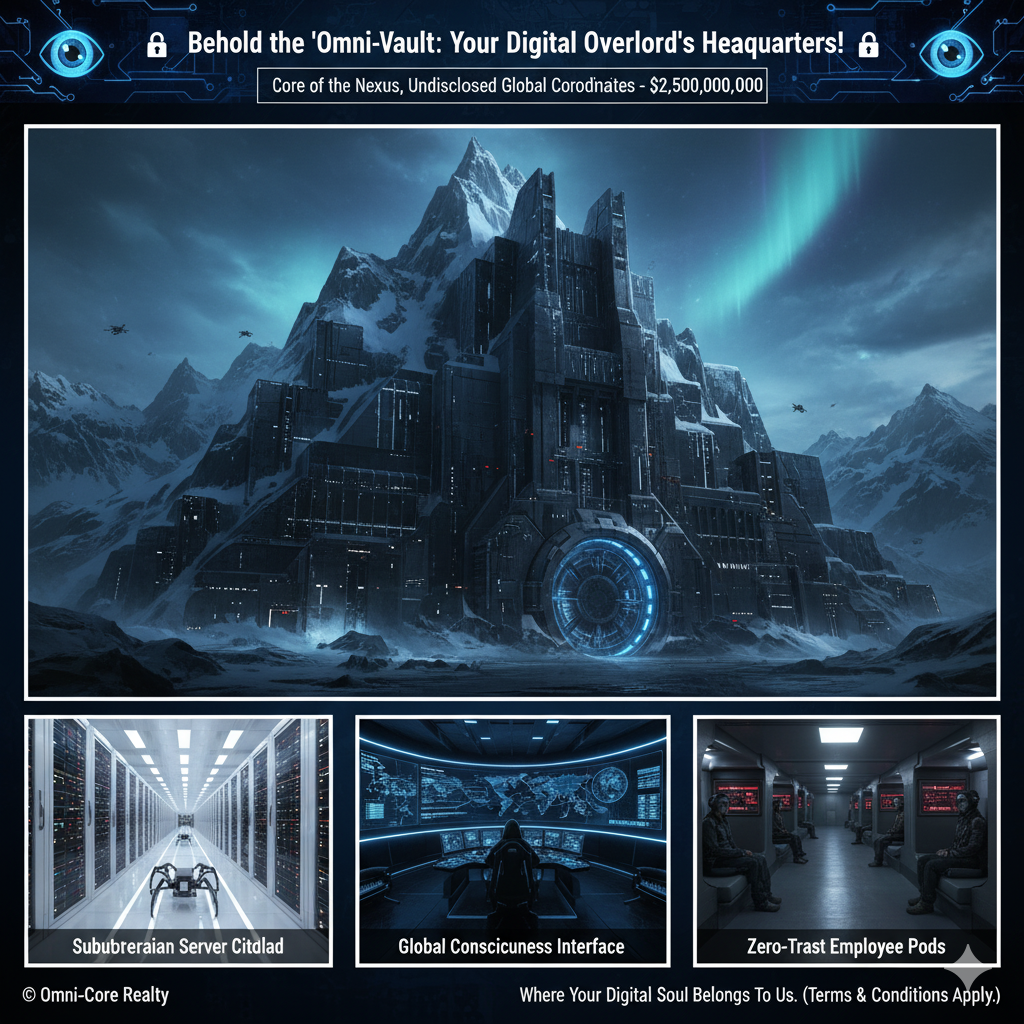 Behold the 'Omni-Vault: Your Digital Overlord's Heaquarters!
Core of the Nexus, Undisclosed Global Corodinates - $2,500,000,000
Sububreraian Server Citdlad
Global Conscicuness Interface
Zero-Trast Employee Pods
© Omni-Core Realty
Where Your Digital Soul Belongs To Us. (Terms & Conditions Apply.)